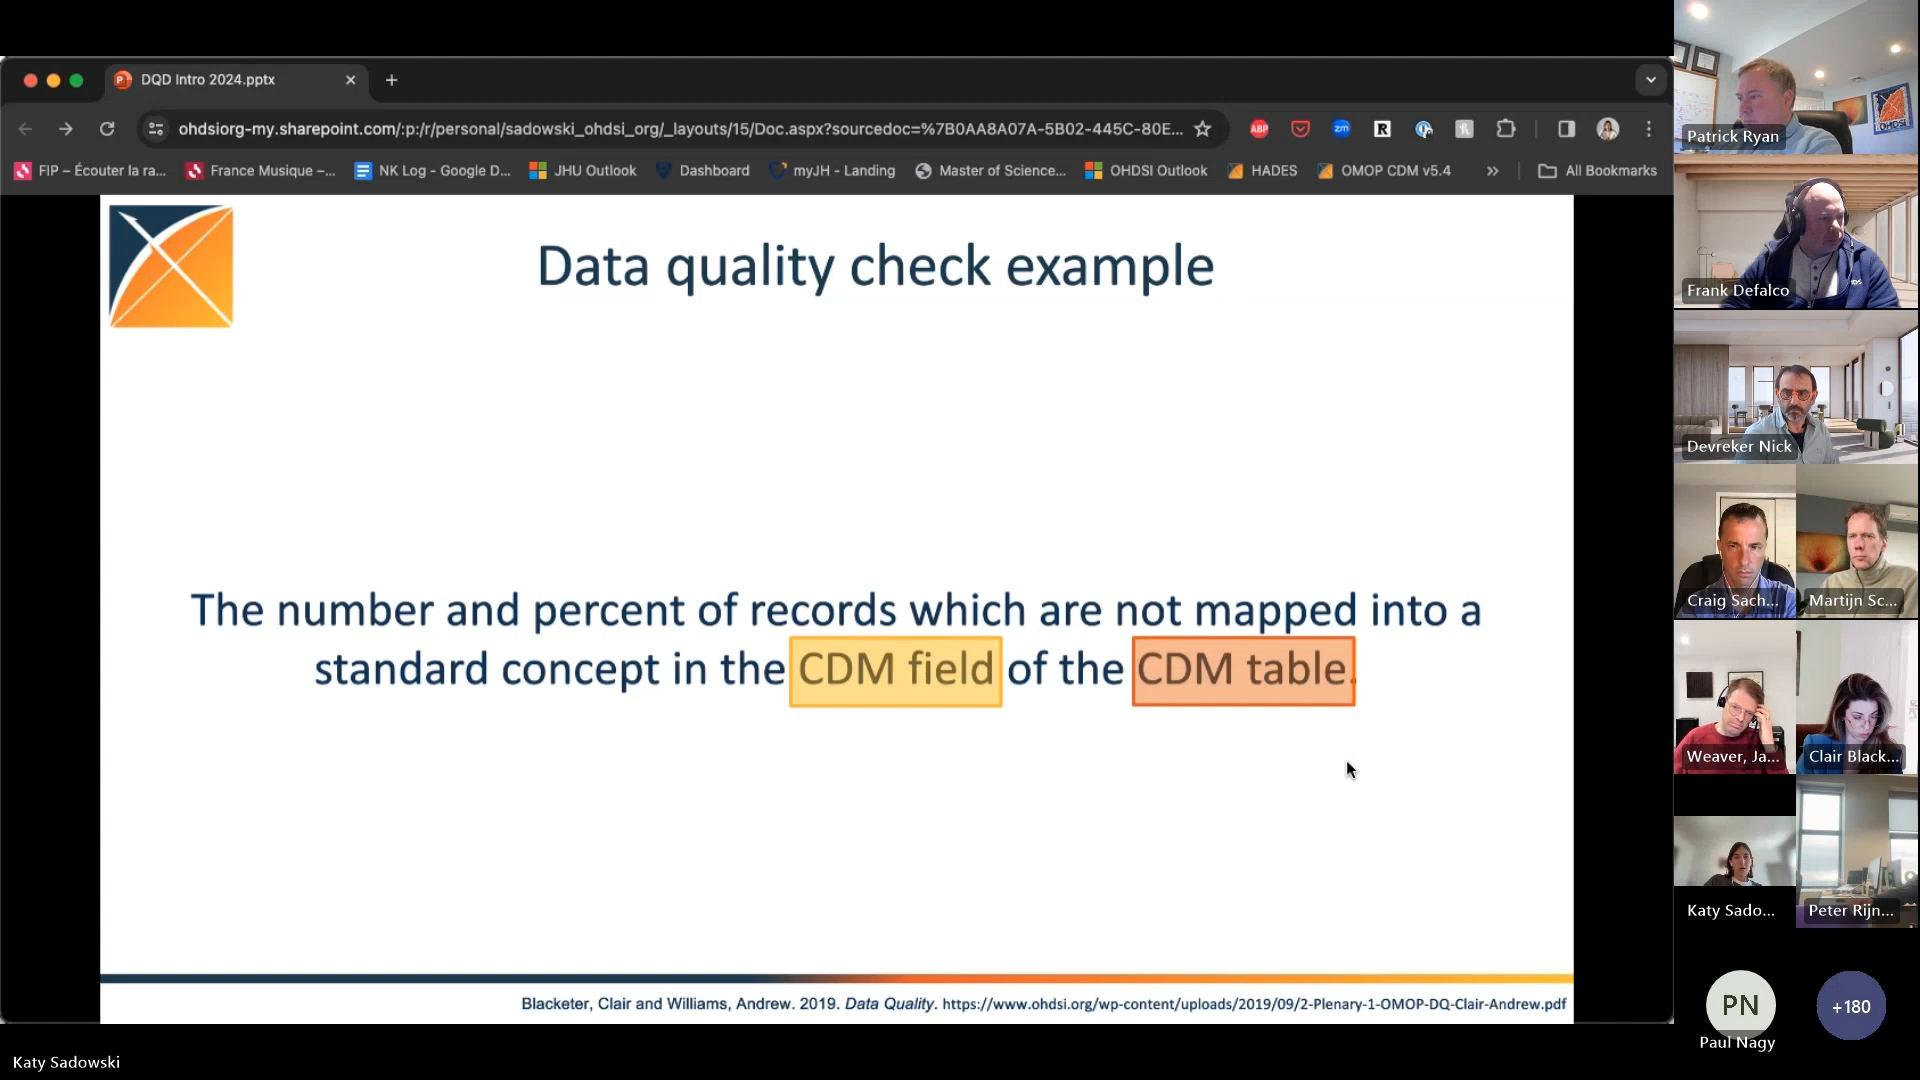 DQD Intro 2024.pptx
ohdsiorg-my.sharepoint.com/:p:/r/personal/sadowski_ohdsi_org/_layouts/15/Doc.aspx?sourcedoc=%7B0AA8A07A-5B02-445C-80E...
ABP
zm
R
FIP – Écouter la ra...
France Musique –...
NK Log - Google D...
JHU Outlook
Dashboard
myJH - Landing
Master of Science...
OHDSI Outlook
HADES
OMOP CDM v5.4
All Bookmarks
Data quality check example
The number and percent of records which are not mapped into a
standard concept in the CDM field of the CDM table.
Blacketer, Clair and Williams, Andrew. 2019. Data Quality. https://www.ohdsi.org/wp-content/uploads/2019/09/2-Plenary-1-OMOP-DQ-Clair-Andrew.pdf
Katy Sadowski
OHDSI
Patrick Ryan
Frank Defalco
Devreker Nick
Craig Sach...
Martijn Sc...
Weaver, Ja...
Clair Black...
Katy Sado...
Peter Rijn...
PN
Paul Nagy
+180